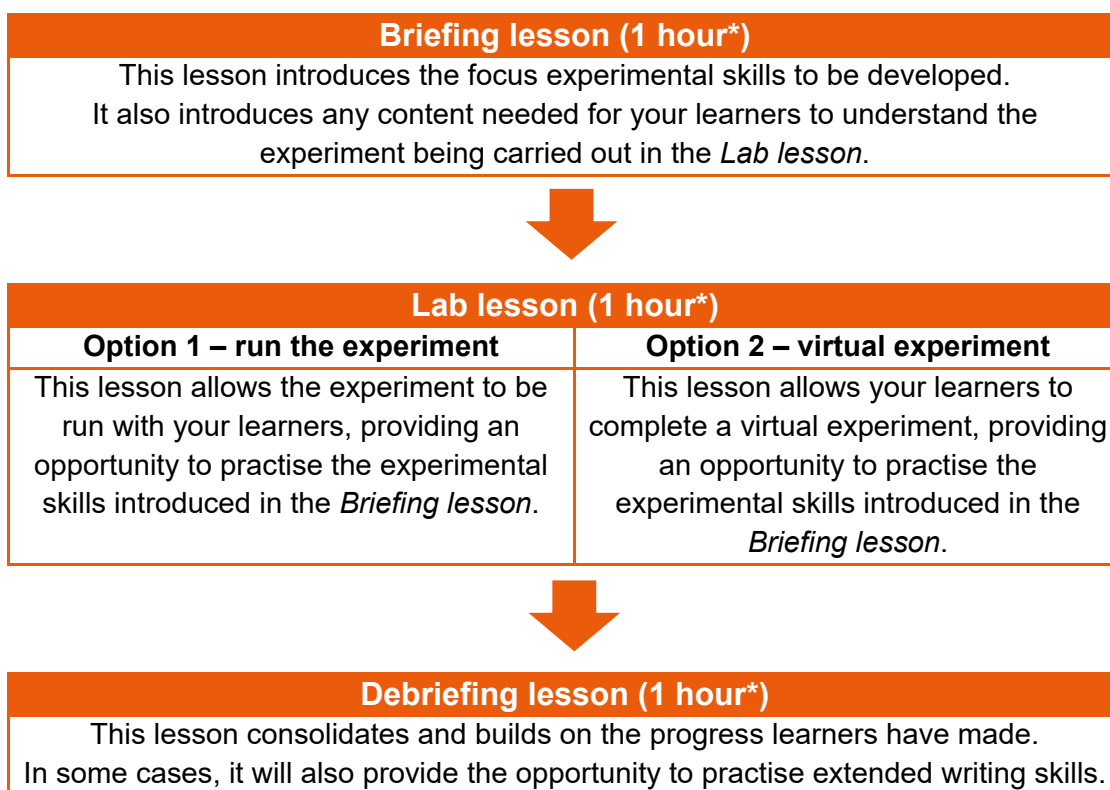 Briefing lesson (1 hour*)
This lesson introduces the focus experimental skills to be developed.
It also introduces any content needed for your learners to understand the
experiment being carried out in the Lab lesson.
Lab lesson (1 hour*)
Option 1 – run the experiment
This lesson allows the experiment to be
run with your learners, providing an
opportunity to practise the experimental
skills introduced in the Briefing lesson.
Option 2 – virtual experiment
This lesson allows your learners to
complete a virtual experiment, providing
an opportunity to practise the
experimental skills introduced in the
Briefing lesson.
Debriefing lesson (1 hour*)
This lesson consolidates and builds on the progress learners have made.
In some cases, it will also provide the opportunity to practise extended writing skills.